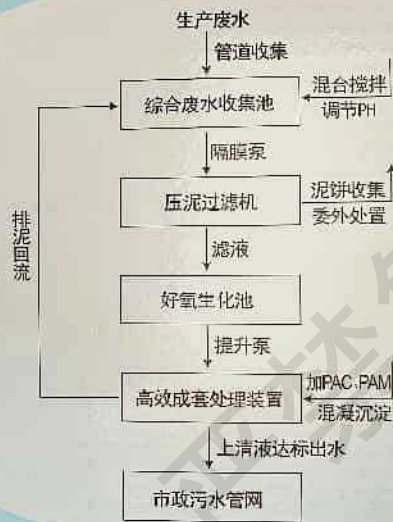 生产废水
管道收集
混台搅拌
综合废水收集池
调节PH
隔膜泵
泥饼收集
压泥过滤机
委外处置
排泥回流
滤液
好氧生化池
提升泵
加PAC、PAM
高效成套处理装置
混凝沉淀
上清液达标出水
市政污水管网